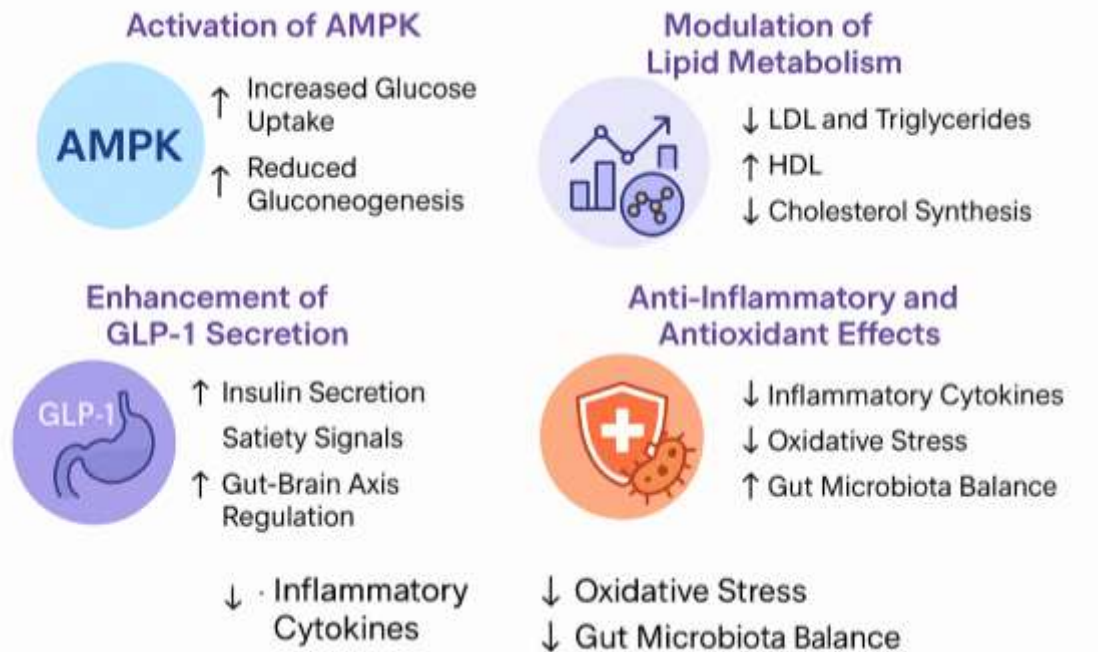 Activation of AMPK
AMPK
↑ Increased Glucose
Uptake
↑ Reduced
Gluconeogenesis
Modulation of
Lipid Metabolism
↓ LDL and Triglycerides
↑ HDL
↓ Cholesterol Synthesis
Enhancement of
GLP-1 Secretion
GLP-1
↑ Insulin Secretion
Satiety Signals
↑ Gut-Brain Axis
Regulation
Anti-Inflammatory and
Antioxidant Effects
↓ Inflammatory Cytokines
↓ Oxidative Stress
↑ Gut Microbiota Balance
↓ · Inflammatory
Cytokines
↓ Oxidative Stress
↓ Gut Microbiota Balance